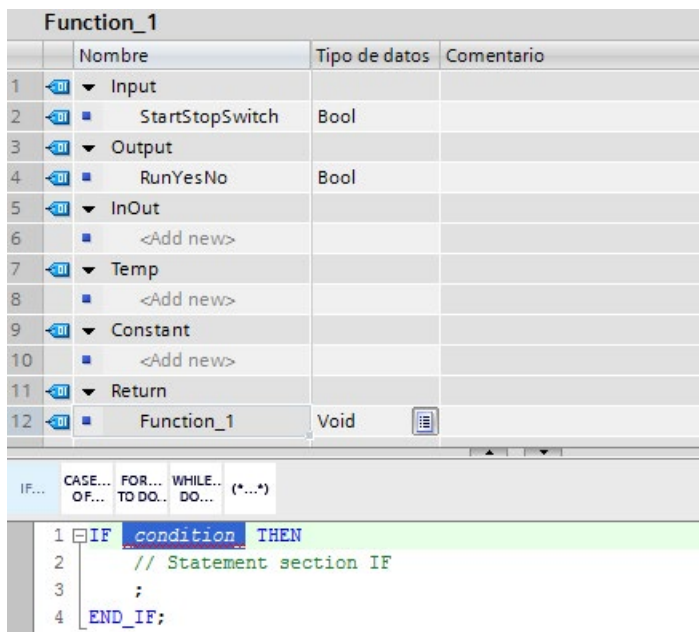 Function_1
Nombre Tipo de datos Comentario
1 Input
2 StartStopSwitch Bool
3 Output
4 RunYesNo Bool
5 InOut
6 <Add new>
7 Temp
8 <Add new>
9 Constant
10 <Add new>
11 Return
12 Function_1 Void
IF... CASE... OF... FOR... TO DO... WHILE... DO... (*...*)
1 IF _condition_ THEN
2 // Statement section IF
3 ;
4 END_IF;